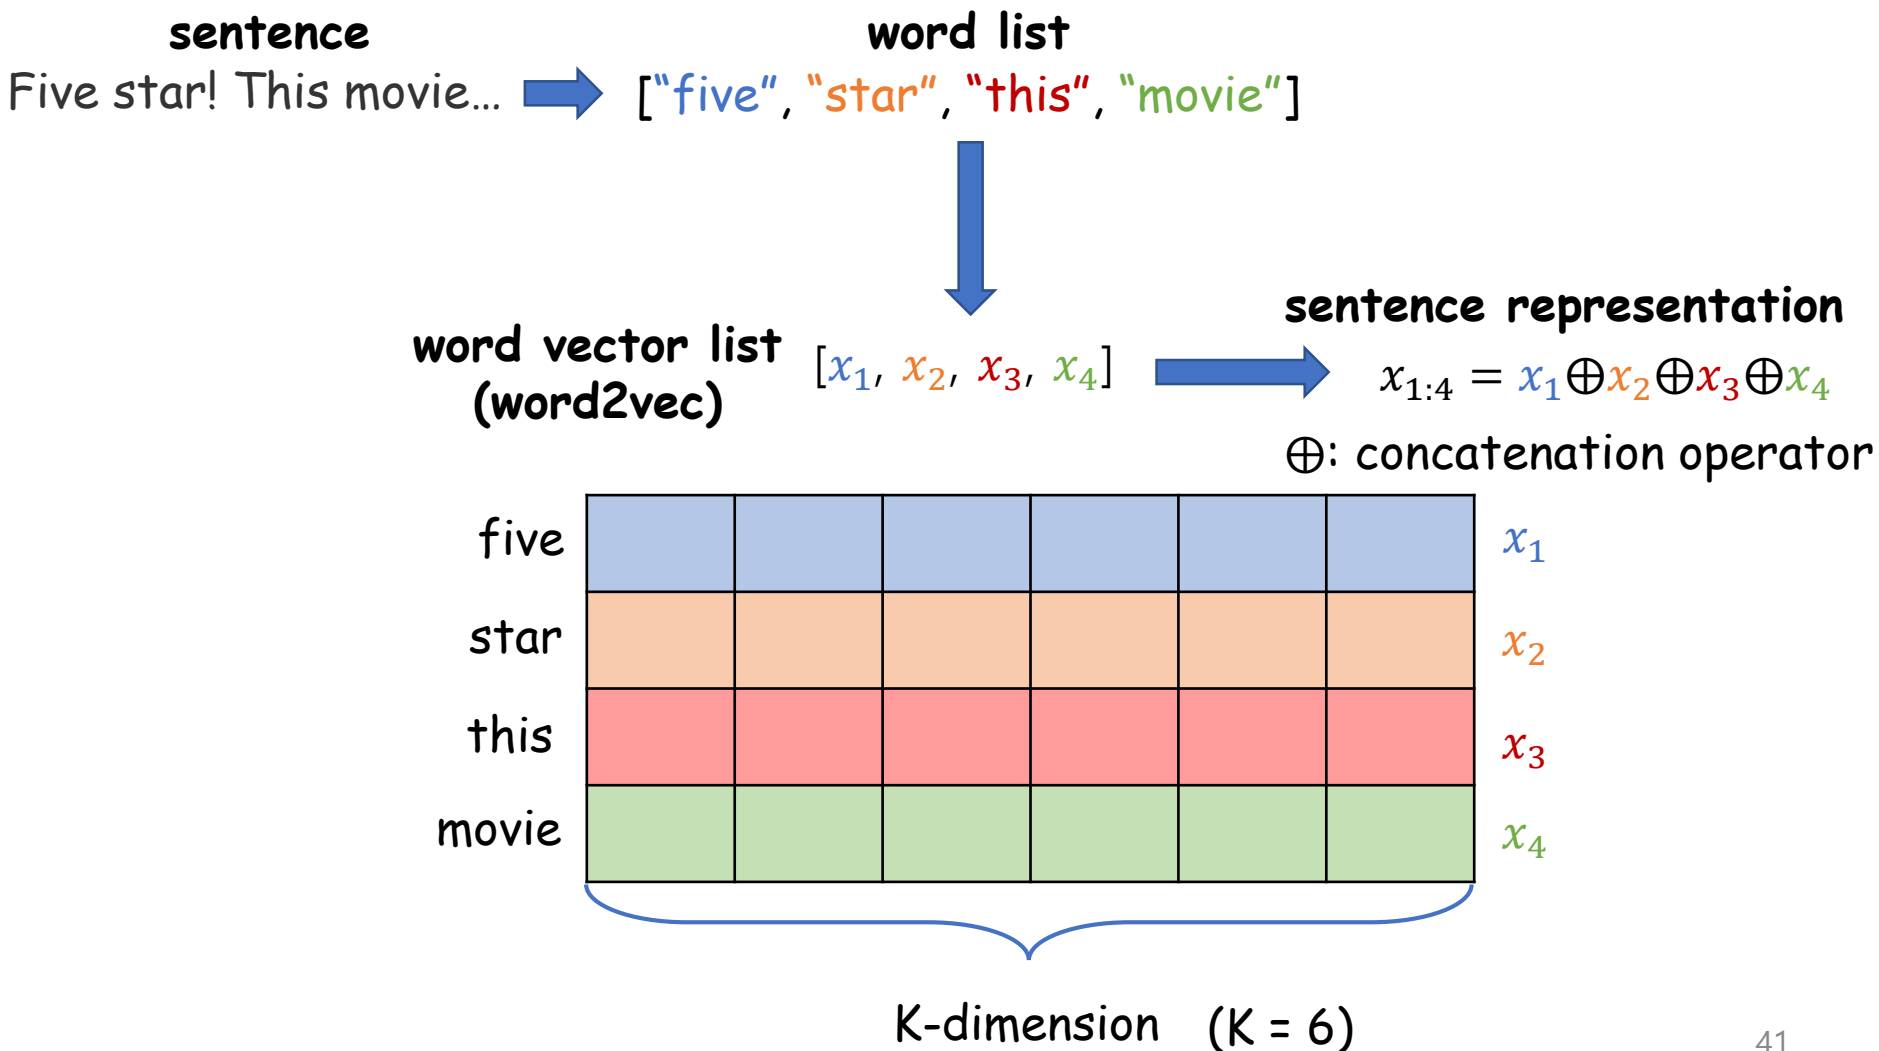 sentence
Five star! This movie...
word list
["five", "star", "this", "movie"]
word vector list
(word2vec)
[x₁, x₂, x₃, x₄]
sentence representation
x₁:₄ = x₁⊕x₂⊕x₃⊕x₄
⊕: concatenation operator
five x₁
star x₂
this x₃
movie x₄
K-dimension (K = 6)
41